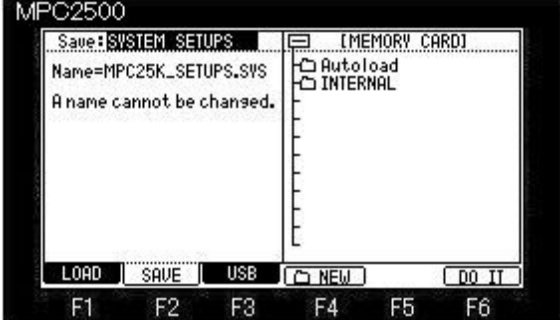 MPC2500
Save:SYSTEM SETUPS
Name=MPC25K_SETUPS.SYS
A name cannot be changed.
[MEMORY CARD]
Autoload
INTERNAL
LOAD SAVE USB NEW DO IT
F1 F2 F3 F4 F5 F6